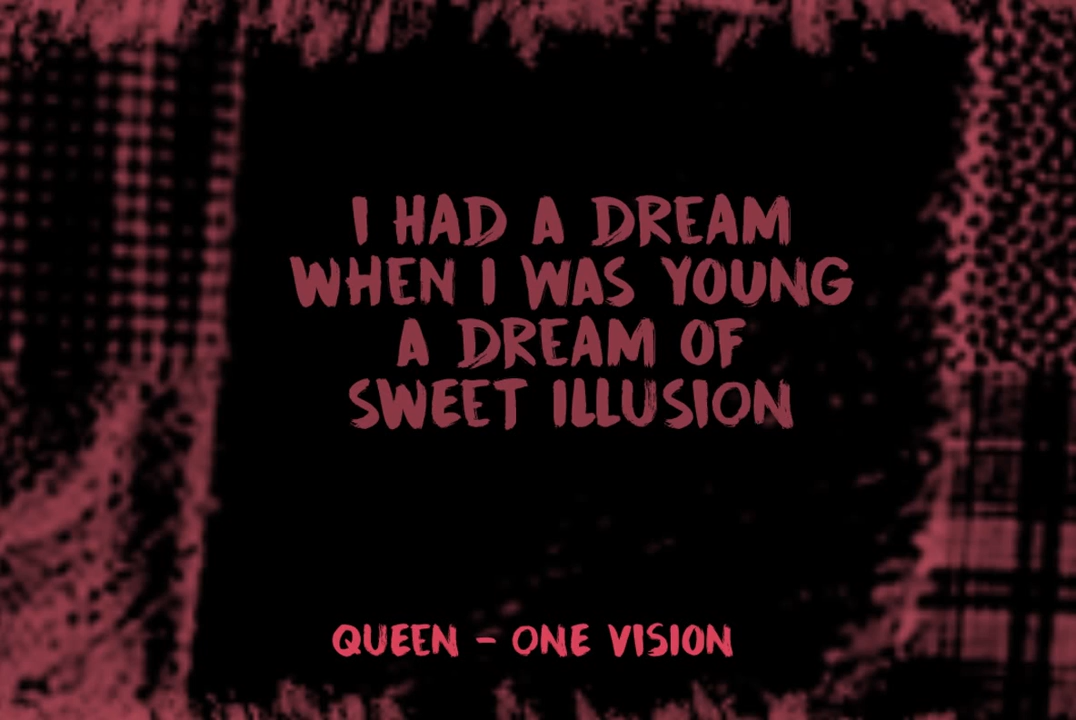 I HAD A DREAM
WHEN I WAS YOUNG
A DREAM OF
SWEET ILLUSION
QUEEN - ONE VISION